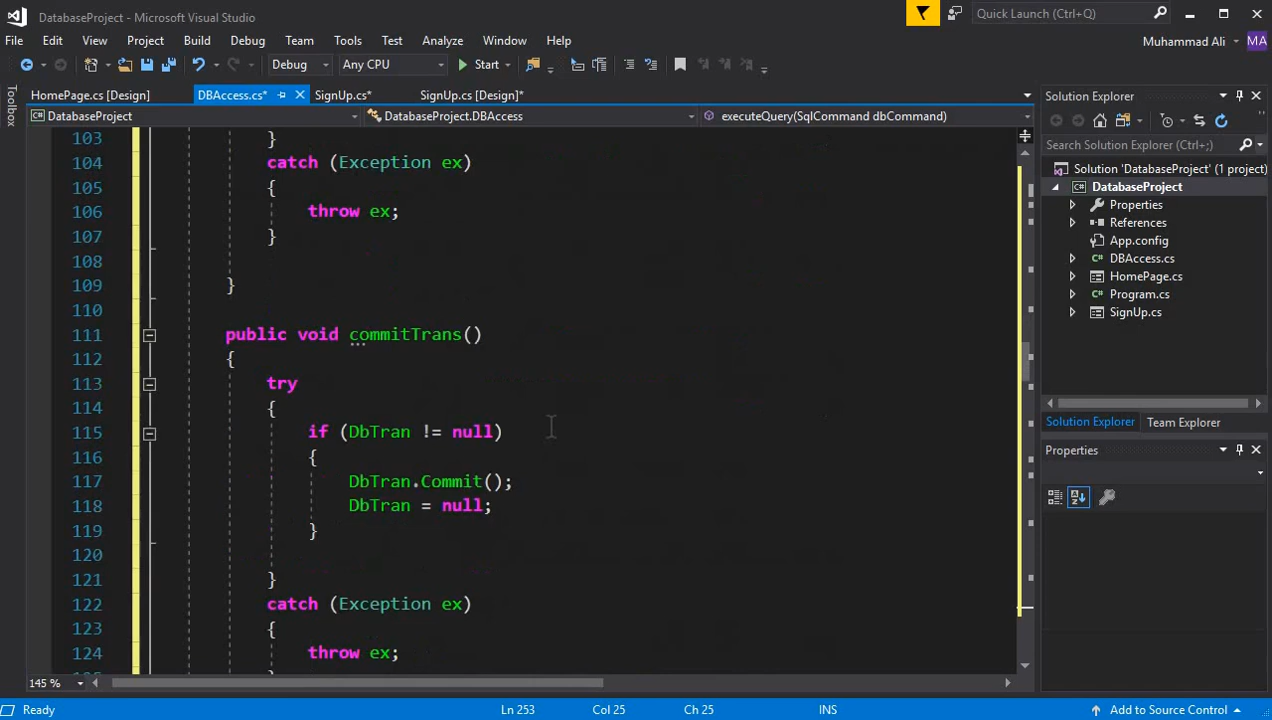 DatabaseProject - Microsoft Visual Studio
Quick Launch (Ctrl+Q)
File Edit View Project Build Debug Team Tools Test Analyze Window Help
Muhammad Ali MA
Debug Any CPU Start
Toolbox
HomePage.cs [Design] DBAccess.cs* SignUp.cs* SignUp.cs [Design]*
DatabaseProject DatabaseProject.DBAccess executeQuery(SqlCommand dbCommand)
103 }
104 catch (Exception ex)
105 {
106 throw ex;
107 }
108
109 }
110
111 public void commitTrans()
112 {
113 try
114 {
115 if (DbTran != null)
116 {
117 DbTran.Commit();
118 DbTran = null;
119 }
120
121 }
122 catch (Exception ex)
123 {
124 throw ex;
145 %
Solution Explorer
Search Solution Explorer (Ctrl+;)
Solution 'DatabaseProject' (1 project)
DatabaseProject
Properties
References
App.config
DBAccess.cs
HomePage.cs
Program.cs
SignUp.cs
Solution Explorer Team Explorer
Properties
Ready Ln 253 Col 25 Ch 25 INS Add to Source Control